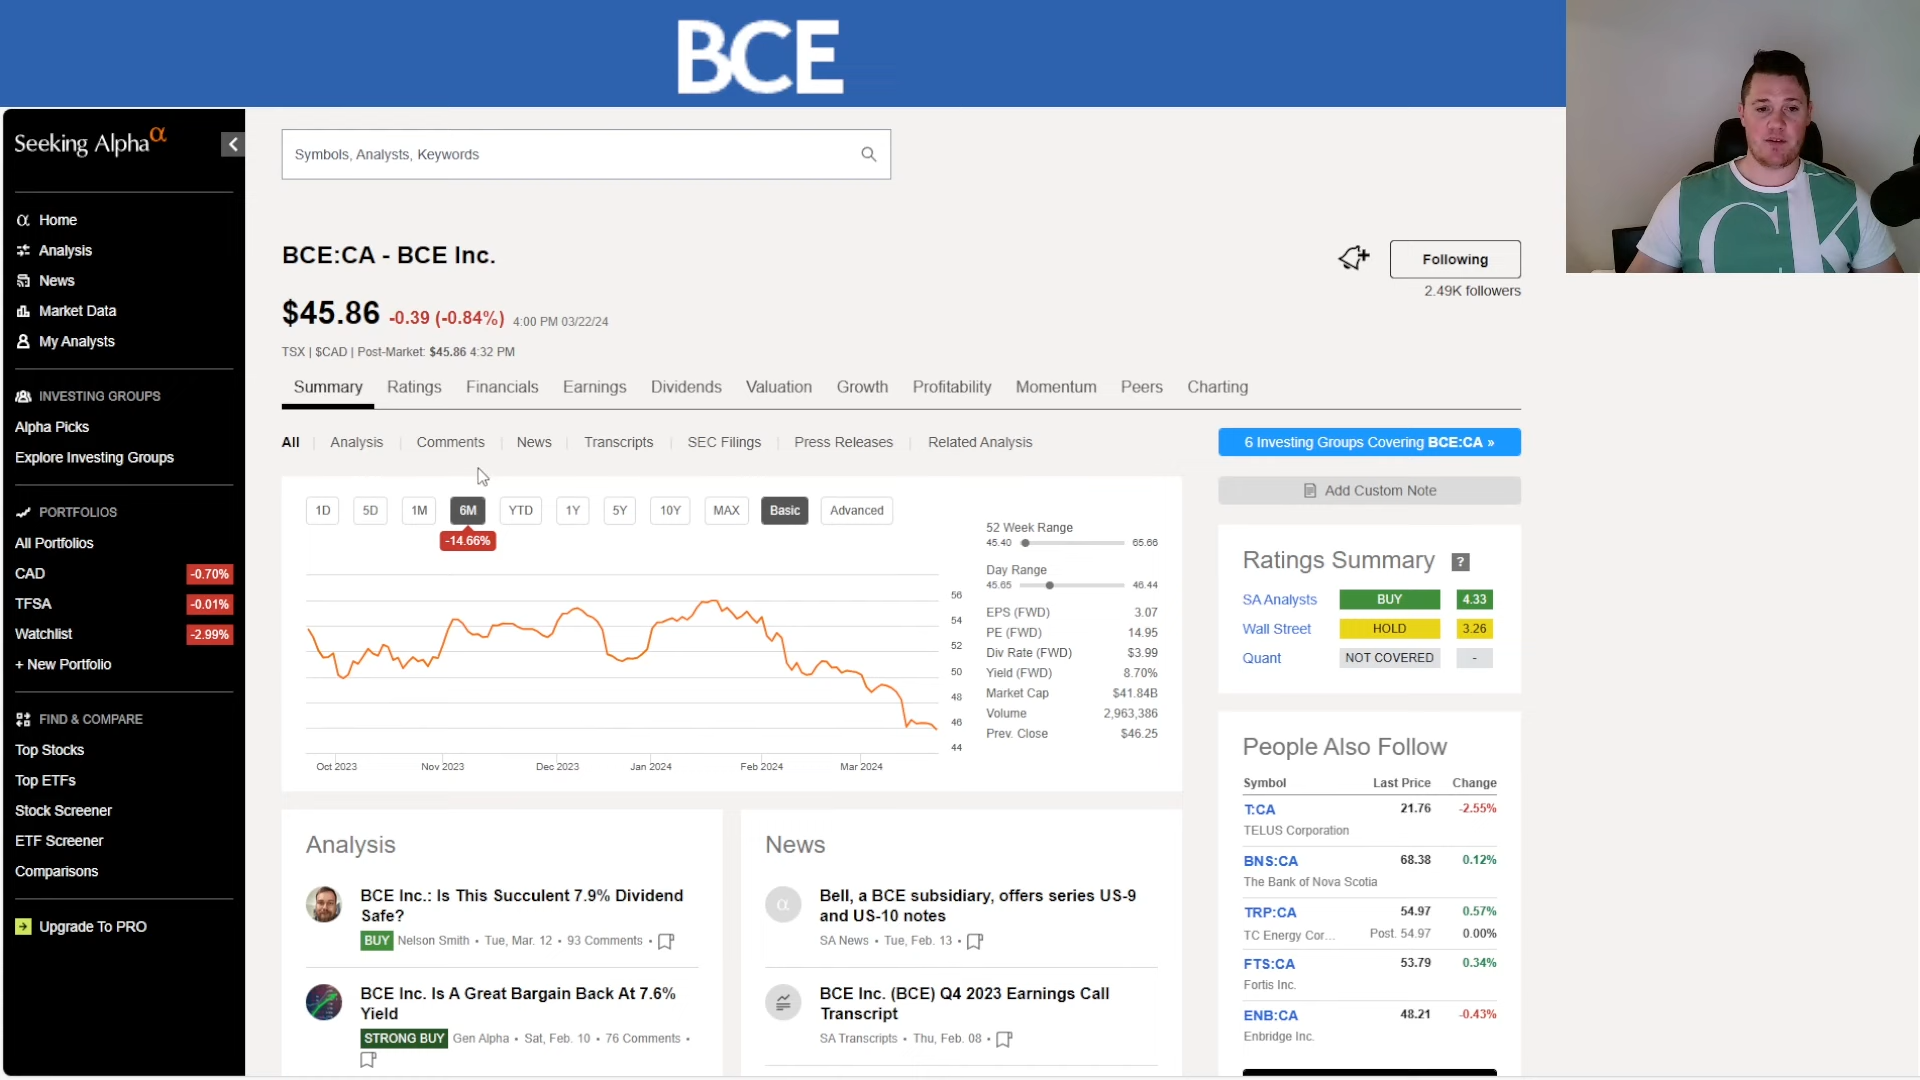 BCE
Seeking Alphaα
Home
Analysis
News
Market Data
My Analysts
INVESTING GROUPS
Alpha Picks
Explore Investing Groups
PORTFOLIOS
All Portfolios
CAD -0.70%
TFSA -0.01%
Watchlist -2.99%
+ New Portfolio
FIND & COMPARE
Top Stocks
Top ETFs
Stock Screener
ETF Screener
Comparisons
Upgrade To PRO
Symbols, Analysts, Keywords
BCE:CA - BCE Inc.
$45.86 -0.39 (-0.84%) 4:00 PM 03/22/24
TSX | $CAD | Post-Market: $45.86 4:32 PM
Following
2.49K followers
Summary Ratings Financials Earnings Dividends Valuation Growth Profitability Momentum Peers Charting
All Analysis Comments News Transcripts SEC Filings Press Releases Related Analysis
6 Investing Groups Covering BCE:CA »
Add Custom Note
1D 5D 1M 6M YTD 1Y 5Y 10Y MAX Basic Advanced
-14.66%
56
54
52
50
48
46
44
Oct 2023 Nov 2023 Dec 2023 Jan 2024 Feb 2024 Mar 2024
52 Week Range
45.40 65.66
Day Range
45.65 46.44
EPS (FWD) 3.07
PE (FWD) 14.95
Div Rate (FWD) $3.99
Yield (FWD) 8.70%
Market Cap $41.84B
Volume 2,963,386
Prev. Close $46.25
Ratings Summary ?
SA Analysts BUY 4.33
Wall Street HOLD 3.26
Quant NOT COVERED -
People Also Follow
Symbol Last Price Change
T:CA 21.76 -2.55%
TELUS Corporation
BNS:CA 68.38 0.12%
The Bank of Nova Scotia
TRP:CA 54.97 0.57%
TC Energy Cor... Post. 54.97 0.00%
FTS:CA 53.79 0.34%
Fortis Inc.
ENB:CA 48.21 -0.43%
Enbridge Inc.
Analysis
BCE Inc.: Is This Succulent 7.9% Dividend
Safe?
BUY Nelson Smith • Tue, Mar. 12 • 93 Comments •
BCE Inc. Is A Great Bargain Back At 7.6%
Yield
STRONG BUY Gen Alpha • Sat, Feb. 10 • 76 Comments •
News
Bell, a BCE subsidiary, offers series US-9
and US-10 notes
SA News • Tue, Feb. 13 •
BCE Inc. (BCE) Q4 2023 Earnings Call
Transcript
SA Transcripts • Thu, Feb. 08 •
CK